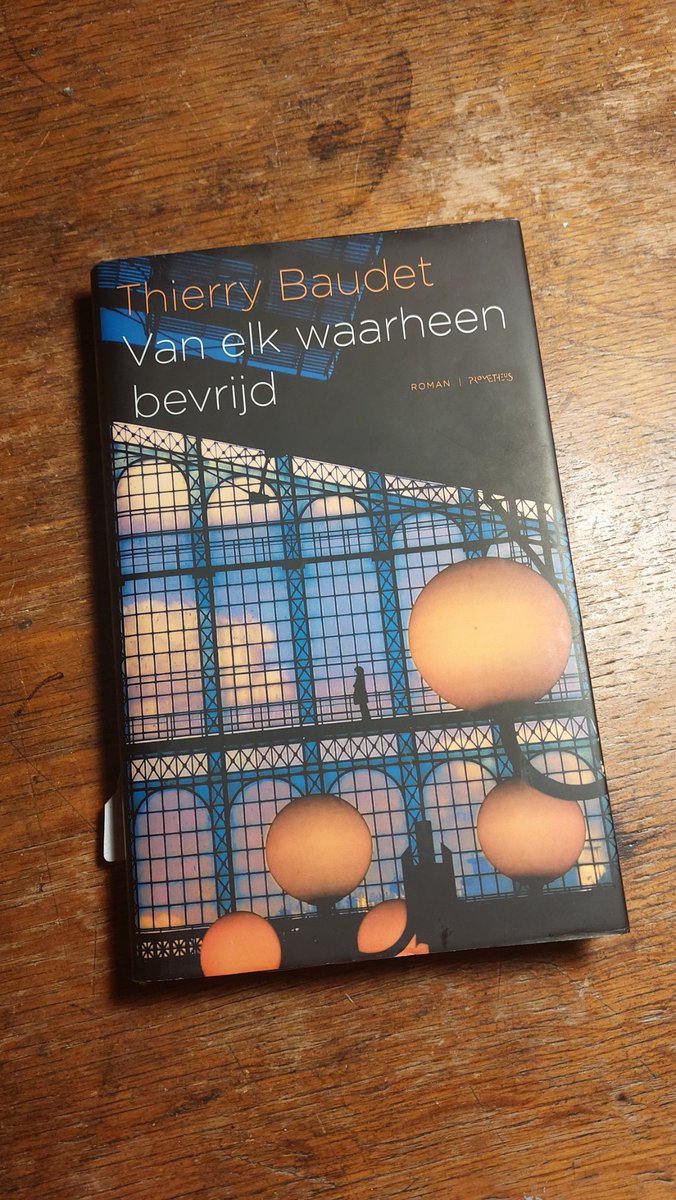 Thierry Baudet
Van elk waarheen
bevrijd
ROMAN | PROMETHEUS